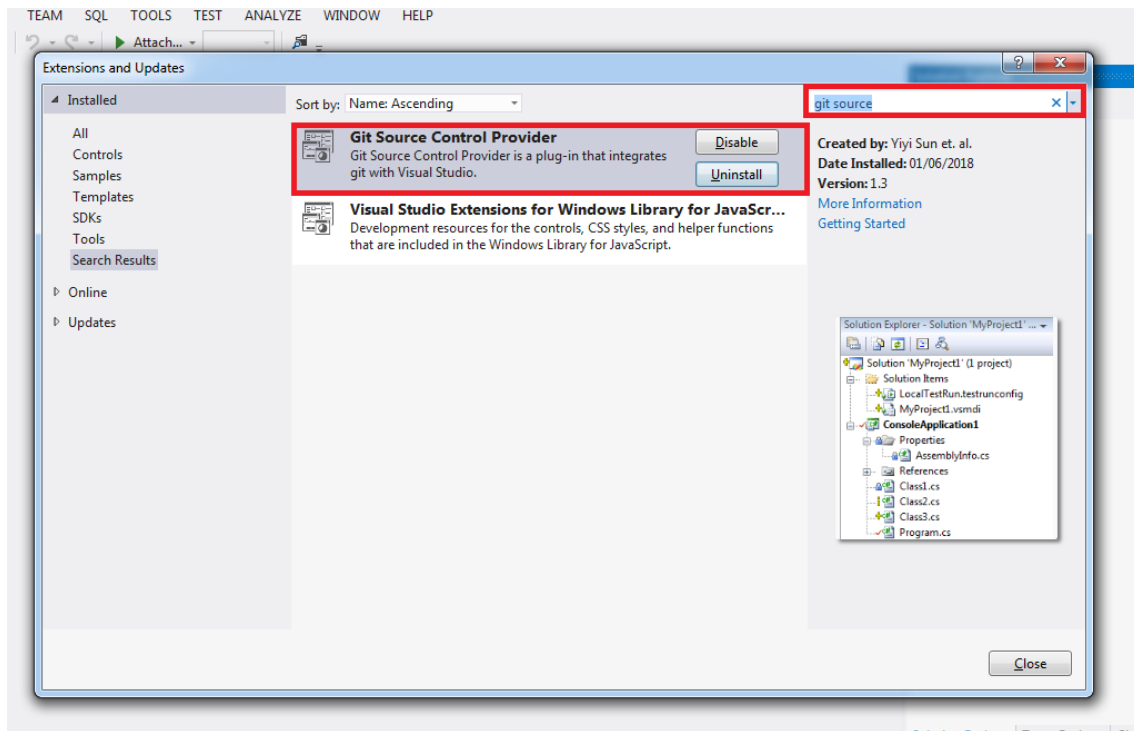 TEAM SQL TOOLS TEST ANALYZE WINDOW HELP
Attach...
Extensions and Updates
?
Installed
Sort by: Name: Ascending
git source
All
Controls
Samples
Templates
SDKs
Tools
Search Results
Online
Updates
Git Source Control Provider
Git Source Control Provider is a plug-in that integrates
git with Visual Studio.
Disable
Uninstall
Visual Studio Extensions for Windows Library for JavaScr...
Development resources for the controls, CSS styles, and helper functions
that are included in the Windows Library for JavaScript.
Created by: Yiyi Sun et. al.
Date Installed: 01/06/2018
Version: 1.3
More Information
Getting Started
Solution Explorer - Solution 'MyProject1' ...
Solution 'MyProject1' (1 project)
Solution Items
LocalTestRun.testrunconfig
MyProject1.vsmdi
ConsoleApplication1
Properties
AssemblyInfo.cs
References
Class1.cs
Class2.cs
Class3.cs
Program.cs
Close